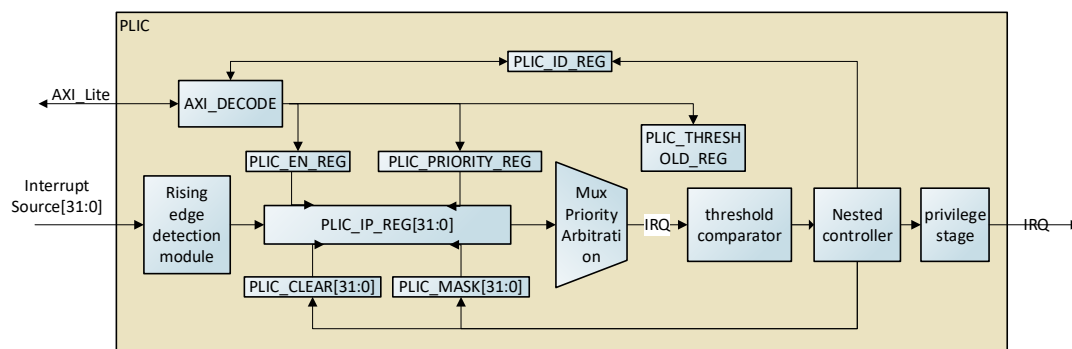 PLIC
PLIC_ID_REG
AXI_Lite
AXI_DECODE
PLIC_THRESH
OLD_REG
PLIC_EN_REG
PLIC_PRIORITY_REG
Interrupt
Source[31:0]
Rising
edge
detection
module
PLIC_IP_REG[31:0]
Mux
Priority
Arbitrati
on
IRQ
threshold
comparator
Nested
controller
privilege
stage
IRQ
PLIC_CLEAR[31:0]
PLIC_MASK[31:0]